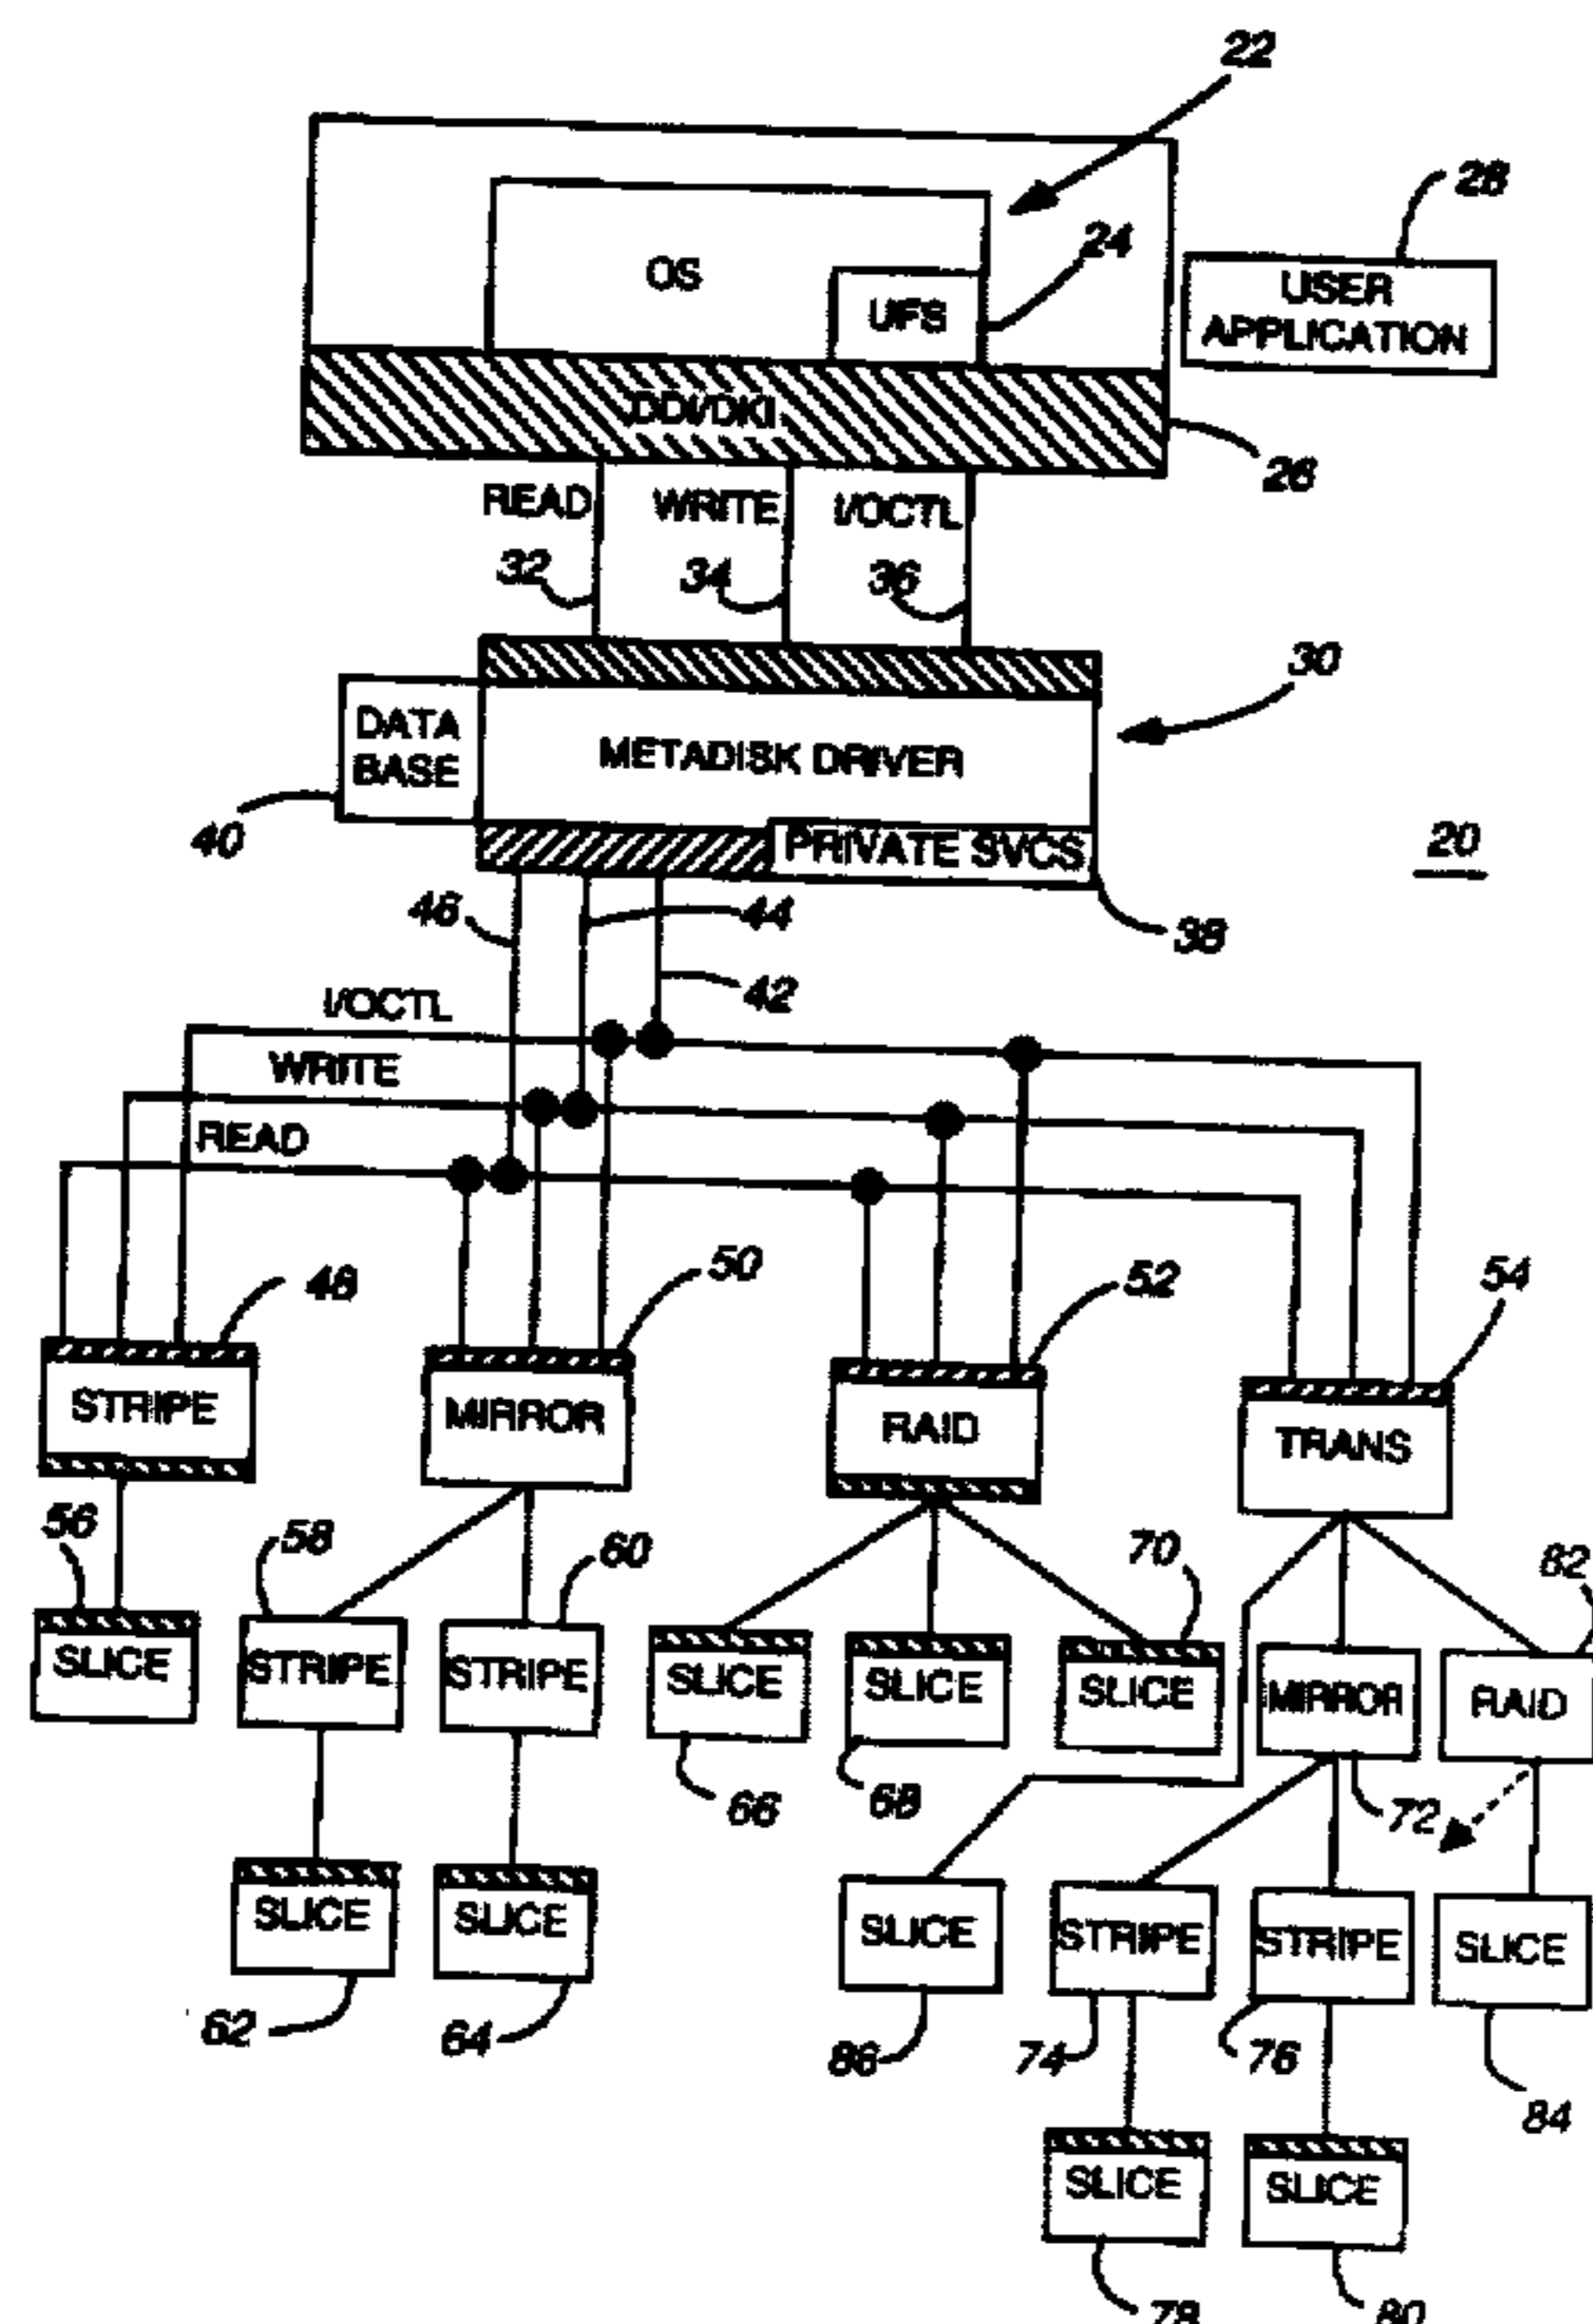 22
28
OS
24
UFS
USER
APPLICATION
DDI/DKI
26
READ
WRITE
I/OCTL
32
34
36
30
DATA
BASE
METADISK DRIVER
40
PRIVATE SVCS
20
46
44
38
42
I/OCTL
WRITE
READ
48
50
52
54
STRIPE
MIRROR
RAID
TRANS
56
58
60
70
82
SLICE
STRIPE
STRIPE
SLICE
SLICE
SLICE
MIRROR
RAID
66
68
72
SLICE
SLICE
SLICE
STRIPE
STRIPE
SLICE
62
64
86
74
76
84
SLICE
SLICE
78
80